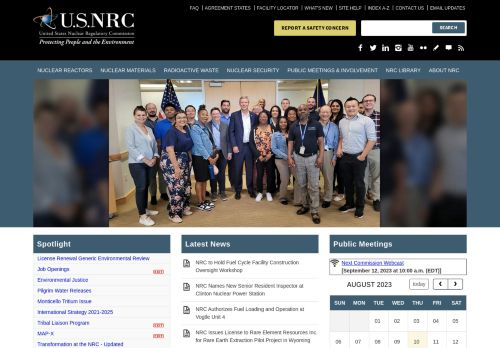 FAQ | AGREEMENT STATES | FACILITY LOCATOR | WHAT'S NEW | SITE HELP | INDEX A-Z | CONTACT US | EMAIL UPDATES
U.S.NRC
United States Nuclear Regulatory Commission
Protecting People and the Environment
REPORT A SAFETY CONCERN
SEARCH
NUCLEAR REACTORS NUCLEAR MATERIALS RADIOACTIVE WASTE NUCLEAR SECURITY PUBLIC MEETINGS & INVOLVEMENT NRC LIBRARY ABOUT NRC
Spotlight
License Renewal Generic Environmental Review
Job Openings
Environmental Justice
Pilgrim Water Releases
Monticello Tritium Issue
International Strategy 2021-2025
Tribal Liaison Program
MAP-X
Transformation at the NRC - Updated
Latest News
NRC to Hold Fuel Cycle Facility Construction
Oversight Workshop
NRC Names New Senior Resident Inspector at
Clinton Nuclear Power Station
NRC Authorizes Fuel Loading and Operation at
Vogtle Unit 4
NRC Issues License to Rare Element Resources Inc.
for Rare Earth Extraction Pilot Project in Wyoming
Public Meetings
Next Commission Webcast
[September 12, 2023 at 10:00 a.m. (EDT)]
AUGUST 2023
today
SUN MON TUE WED THU FRI SAT
01 02 03 04 05
06 07 08 09 10 11 12